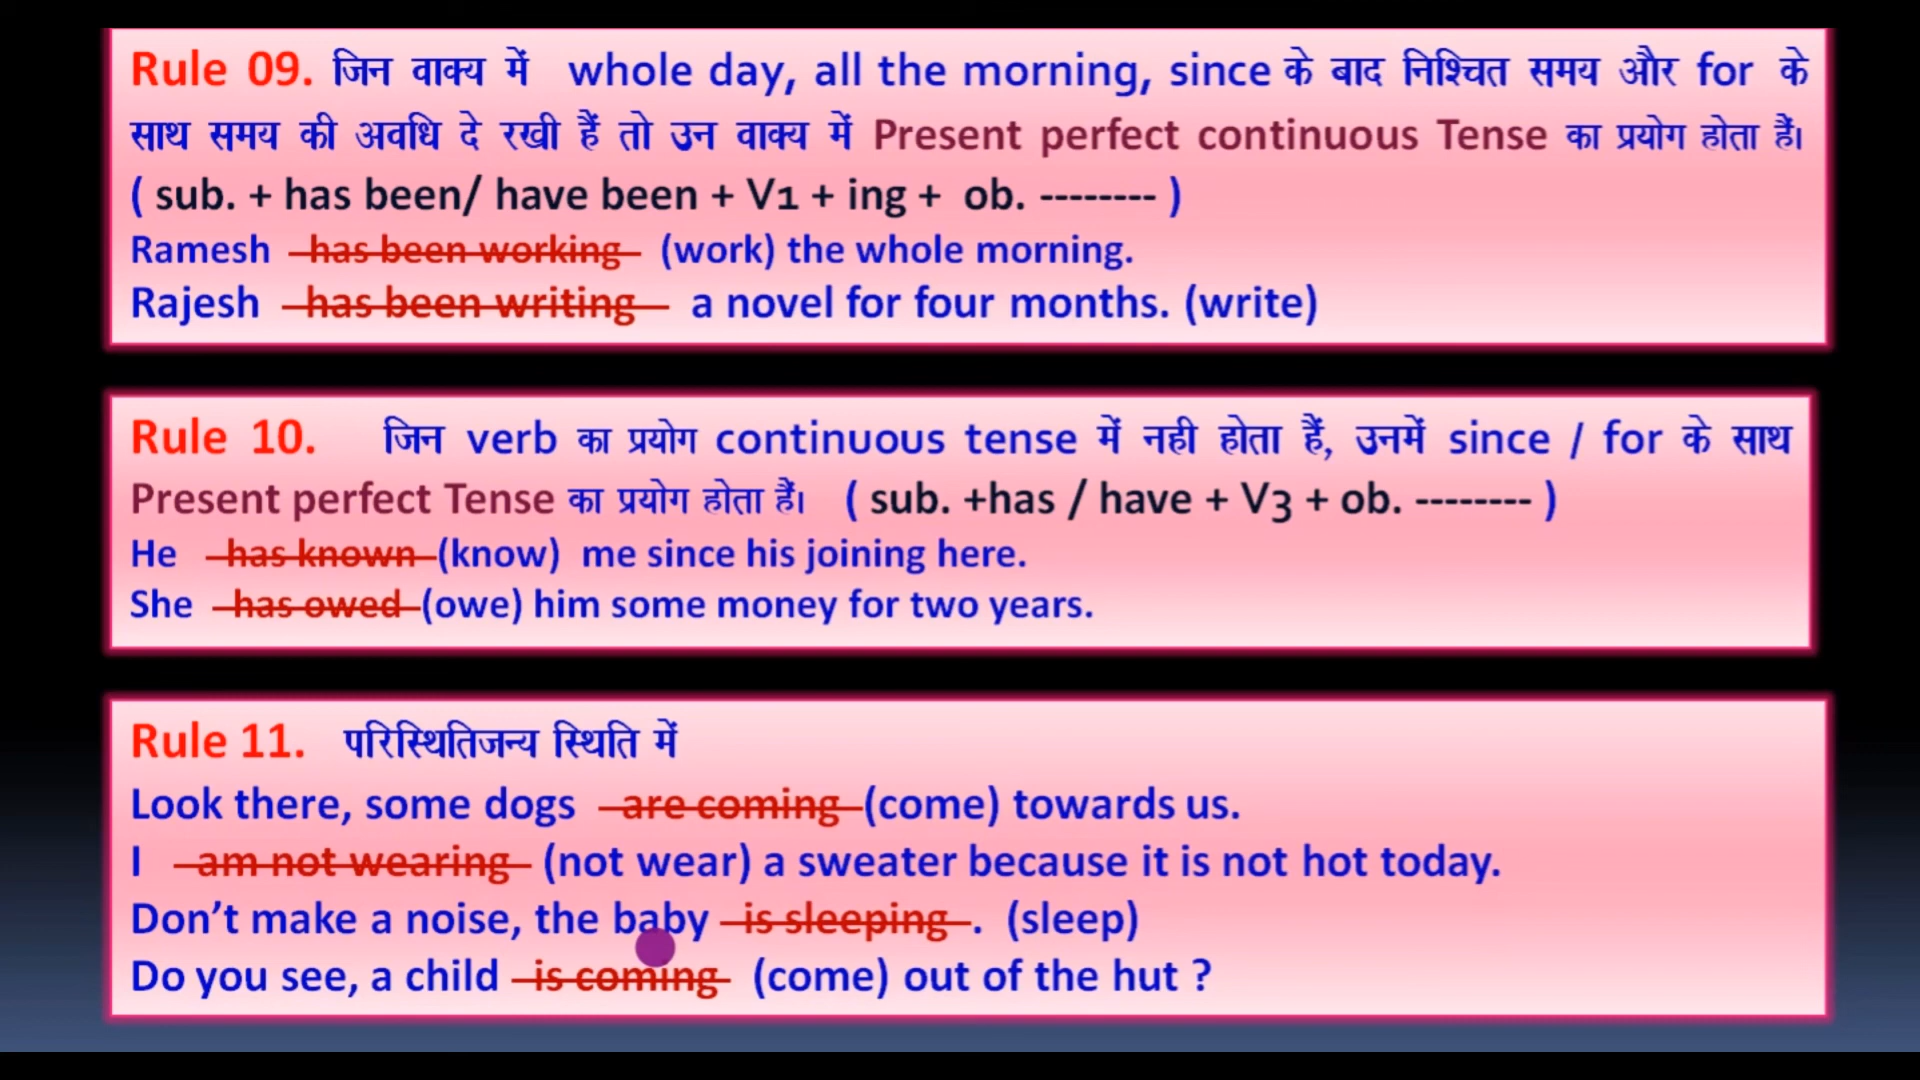 Rule 09. जिन वाक्य में whole day, all the morning, since के बाद निश्चित समय और for के
साथ समय की अवधि दे रखी हैं तो उन वाक्य में Present perfect continuous Tense का प्रयोग होता हैं।
( sub. + has been/ have been + V1 + ing + ob. -------- )
Ramesh has been working (work) the whole morning.
Rajesh has been writing a novel for four months. (write)
Rule 10. जिन verb का प्रयोग continuous tense में नही होता हैं, उनमें since / for के साथ
Present perfect Tense का प्रयोग होता हैं। ( sub. +has / have + V3 + ob. -------- )
He has known (know) me since his joining here.
She has owed (owe) him some money for two years.
Rule 11. परिस्थितिजन्य स्थिति में
Look there, some dogs are coming (come) towards us.
I am not wearing (not wear) a sweater because it is not hot today.
Don't make a noise, the baby is sleeping . (sleep)
Do you see, a child is coming (come) out of the hut ?